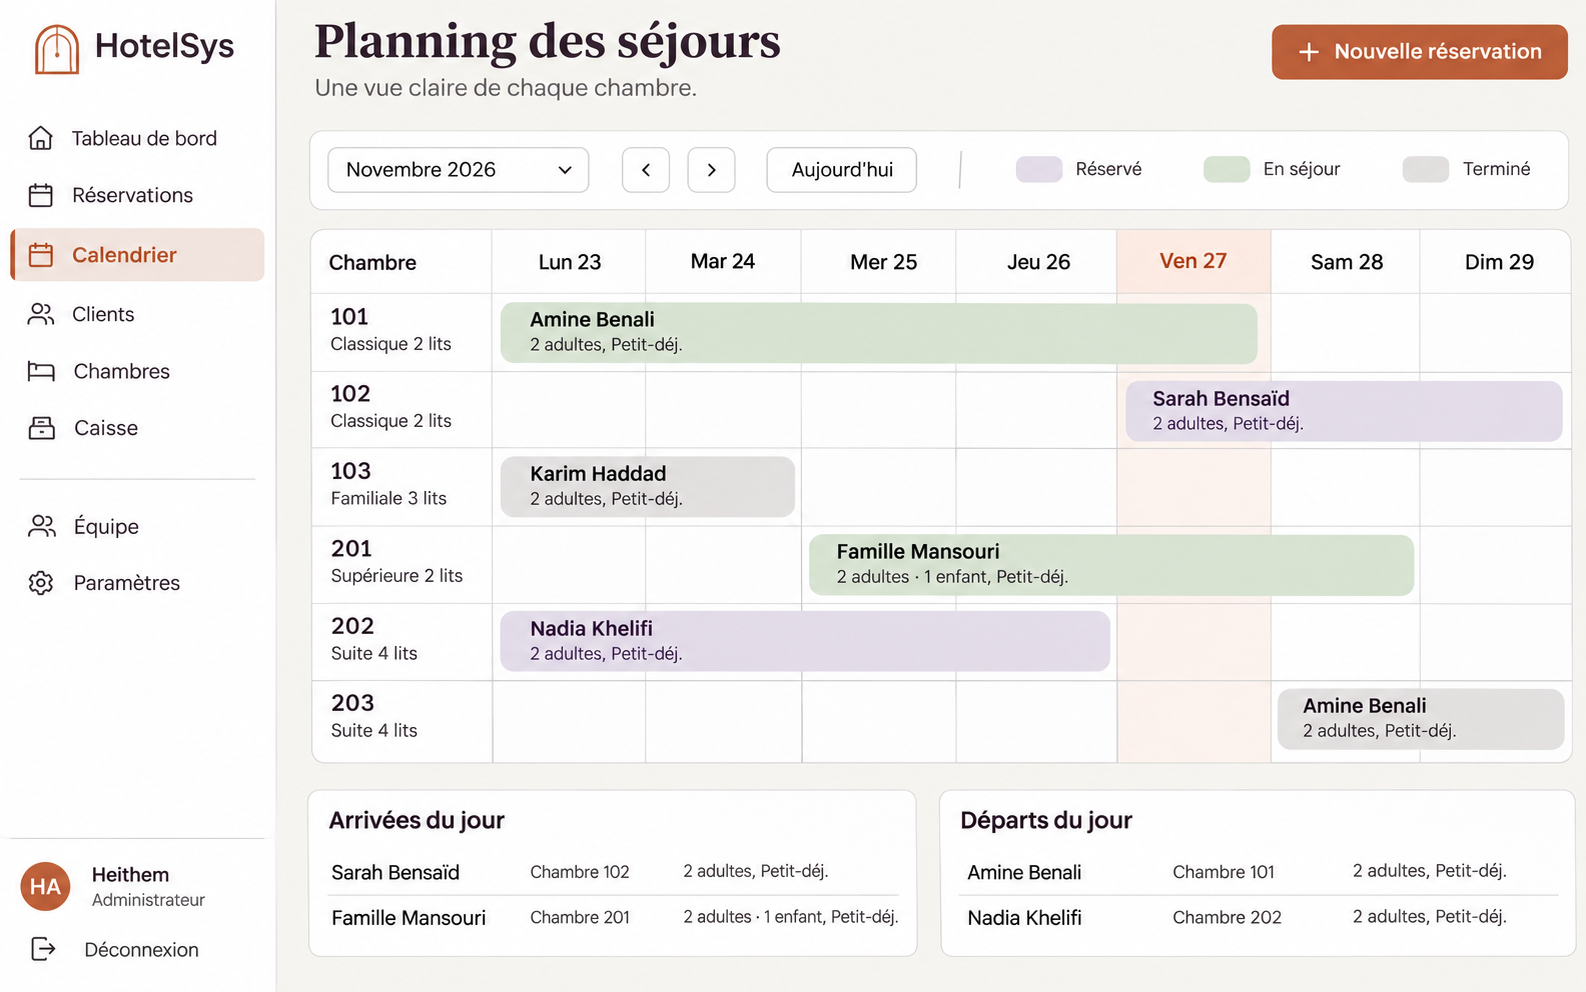 HotelSys
Tableau de bord
Réservations
Calendrier
Clients
Chambres
Caisse
Équipe
Paramètres
HA
Heithem
Administrateur
Déconnexion
Planning des séjours
Une vue claire de chaque chambre.
+ Nouvelle réservation
Novembre 2026
Aujourd'hui
Réservé
En séjour
Terminé
Chambre Lun 23 Mar 24 Mer 25 Jeu 26 Ven 27 Sam 28 Dim 29
101
Classique 2 lits
Amine Benali
2 adultes, Petit-déj.
102
Classique 2 lits
Sarah Bensaïd
2 adultes, Petit-déj.
103
Familiale 3 lits
Karim Haddad
2 adultes, Petit-déj.
201
Supérieure 2 lits
Famille Mansouri
2 adultes · 1 enfant, Petit-déj.
202
Suite 4 lits
Nadia Khelifi
2 adultes, Petit-déj.
203
Suite 4 lits
Amine Benali
2 adultes, Petit-déj.
Arrivées du jour
Sarah Bensaïd Chambre 102 2 adultes, Petit-déj.
Famille Mansouri Chambre 201 2 adultes · 1 enfant, Petit-déj.
Départs du jour
Amine Benali Chambre 101 2 adultes, Petit-déj.
Nadia Khelifi Chambre 202 2 adultes, Petit-déj.